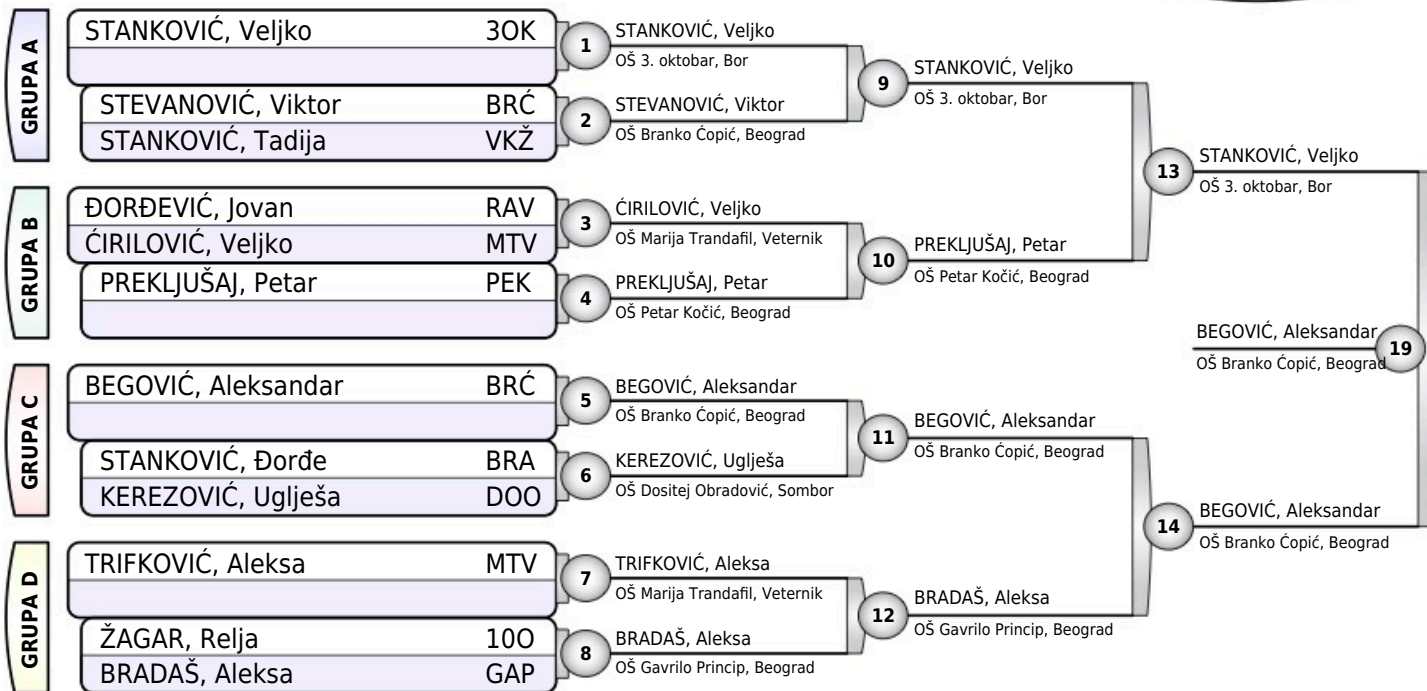 GRUPA A
STANKOVIĆ, Veljko 3OK
STEVANOVIĆ, Viktor BRĆ
STANKOVIĆ, Tadija VKŽ
GRUPA B
ĐORĐEVIĆ, Jovan RAV
ĆIRILOVIĆ, Veljko MTV
PREKLJUŠAJ, Petar PEK
GRUPA C
BEGOVIĆ, Aleksandar BRĆ
STANKOVIĆ, Đorđe BRA
KEREZOVIĆ, Uglješa DOO
GRUPA D
TRIFKOVIĆ, Aleksa MTV
ŽAGAR, Relja 10O
BRADAŠ, Aleksa GAP
1
STANKOVIĆ, Veljko
OŠ 3. oktobar, Bor
2
STEVANOVIĆ, Viktor
OŠ Branko Ćopić, Beograd
3
ĆIRILOVIĆ, Veljko
OŠ Marija Trandafil, Veternik
4
PREKLJUŠAJ, Petar
OŠ Petar Kočić, Beograd
5
BEGOVIĆ, Aleksandar
OŠ Branko Ćopić, Beograd
6
KEREZOVIĆ, Uglješa
OŠ Dositej Obradović, Sombor
7
TRIFKOVIĆ, Aleksa
OŠ Marija Trandafil, Veternik
8
BRADAŠ, Aleksa
OŠ Gavrilo Princip, Beograd
9
STANKOVIĆ, Veljko
OŠ 3. oktobar, Bor
10
PREKLJUŠAJ, Petar
OŠ Petar Kočić, Beograd
11
BEGOVIĆ, Aleksandar
OŠ Branko Ćopić, Beograd
12
BRADAŠ, Aleksa
OŠ Gavrilo Princip, Beograd
13
STANKOVIĆ, Veljko
OŠ 3. oktobar, Bor
14
BEGOVIĆ, Aleksandar
OŠ Branko Ćopić, Beograd
BEGOVIĆ, Aleksandar
OŠ Branko Ćopić, Beograd
19